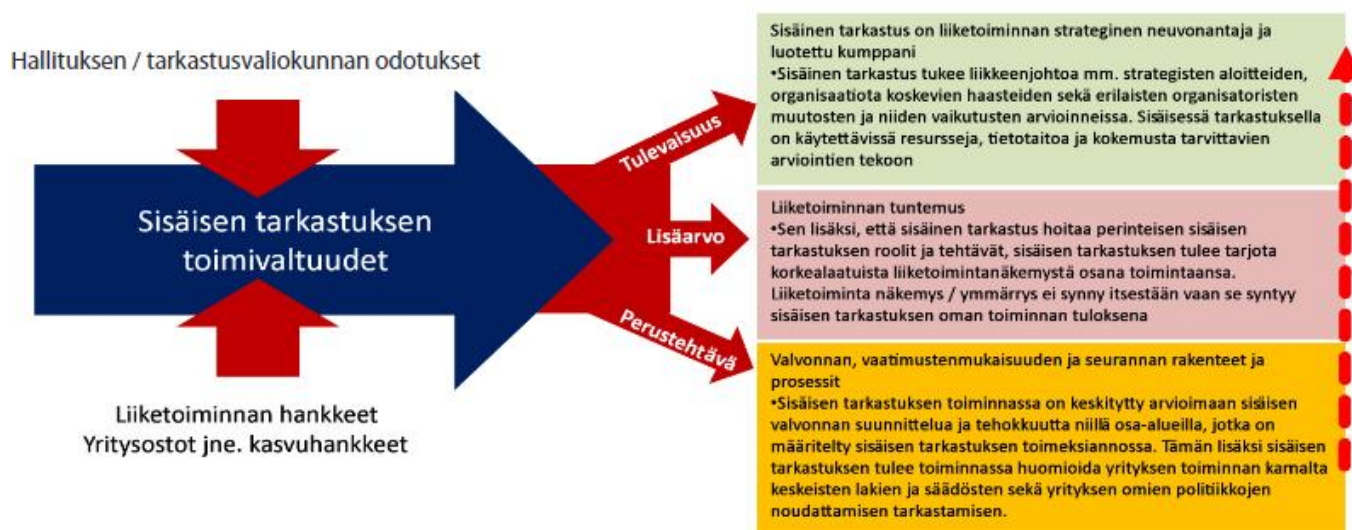 Hallituksen / tarkastusvaliokunnan odotukset
Sisäisen tarkastuksen
toimivaltuudet
Liiketoiminnan hankkeet
Yritysostot jne. kasvuhankkeet
Tulevaisuus
Lisäarvo
Perustehtävä
Sisäinen tarkastus on liiketoiminnan strateginen neuvonantaja ja
luotettu kumppani
•Sisäinen tarkastus tukee liikkeenjohtoa mm. strategisten aloitteiden,
organisaatiota koskevien haasteiden sekä erilaisten organisatoristen
muutosten ja niiden vaikutusten arvioinneissa. Sisäisessä tarkastuksella
on käytettävissä resursseja, tietotaitoa ja kokemusta tarvittavien
arviointien tekoon
Liiketoiminnan tuntemus
•Sen lisäksi, että sisäinen tarkastus hoitaa perinteisen sisäisen
tarkastuksen roolit ja tehtävät, sisäisen tarkastuksen tulee tarjota
korkealaatuista liiketoimintanäkemystä osana toimintaansa.
Liiketoiminta näkemys / ymmärrys ei synny itsestään vaan se syntyy
sisäisen tarkastuksen oman toiminnan tuloksena
Valvonnan, vaatimustenmukaisuuden ja seurannan rakenteet ja
prosessit
•Sisäisen tarkastuksen toiminnassa on keskitytty arvioimaan sisäisen
valvonnan suunnittelua ja tehokkuutta niillä osa-alueilla, jotka on
määritelty sisäisen tarkastuksen toimeksiannossa. Tämän lisäksi sisäisen
tarkastuksen tulee toiminnassa huomioida yrityksen toiminnan kannalta
keskeisten lakien ja säädösten sekä yrityksen omien politiikkojen
noudattamisen tarkastamisen.